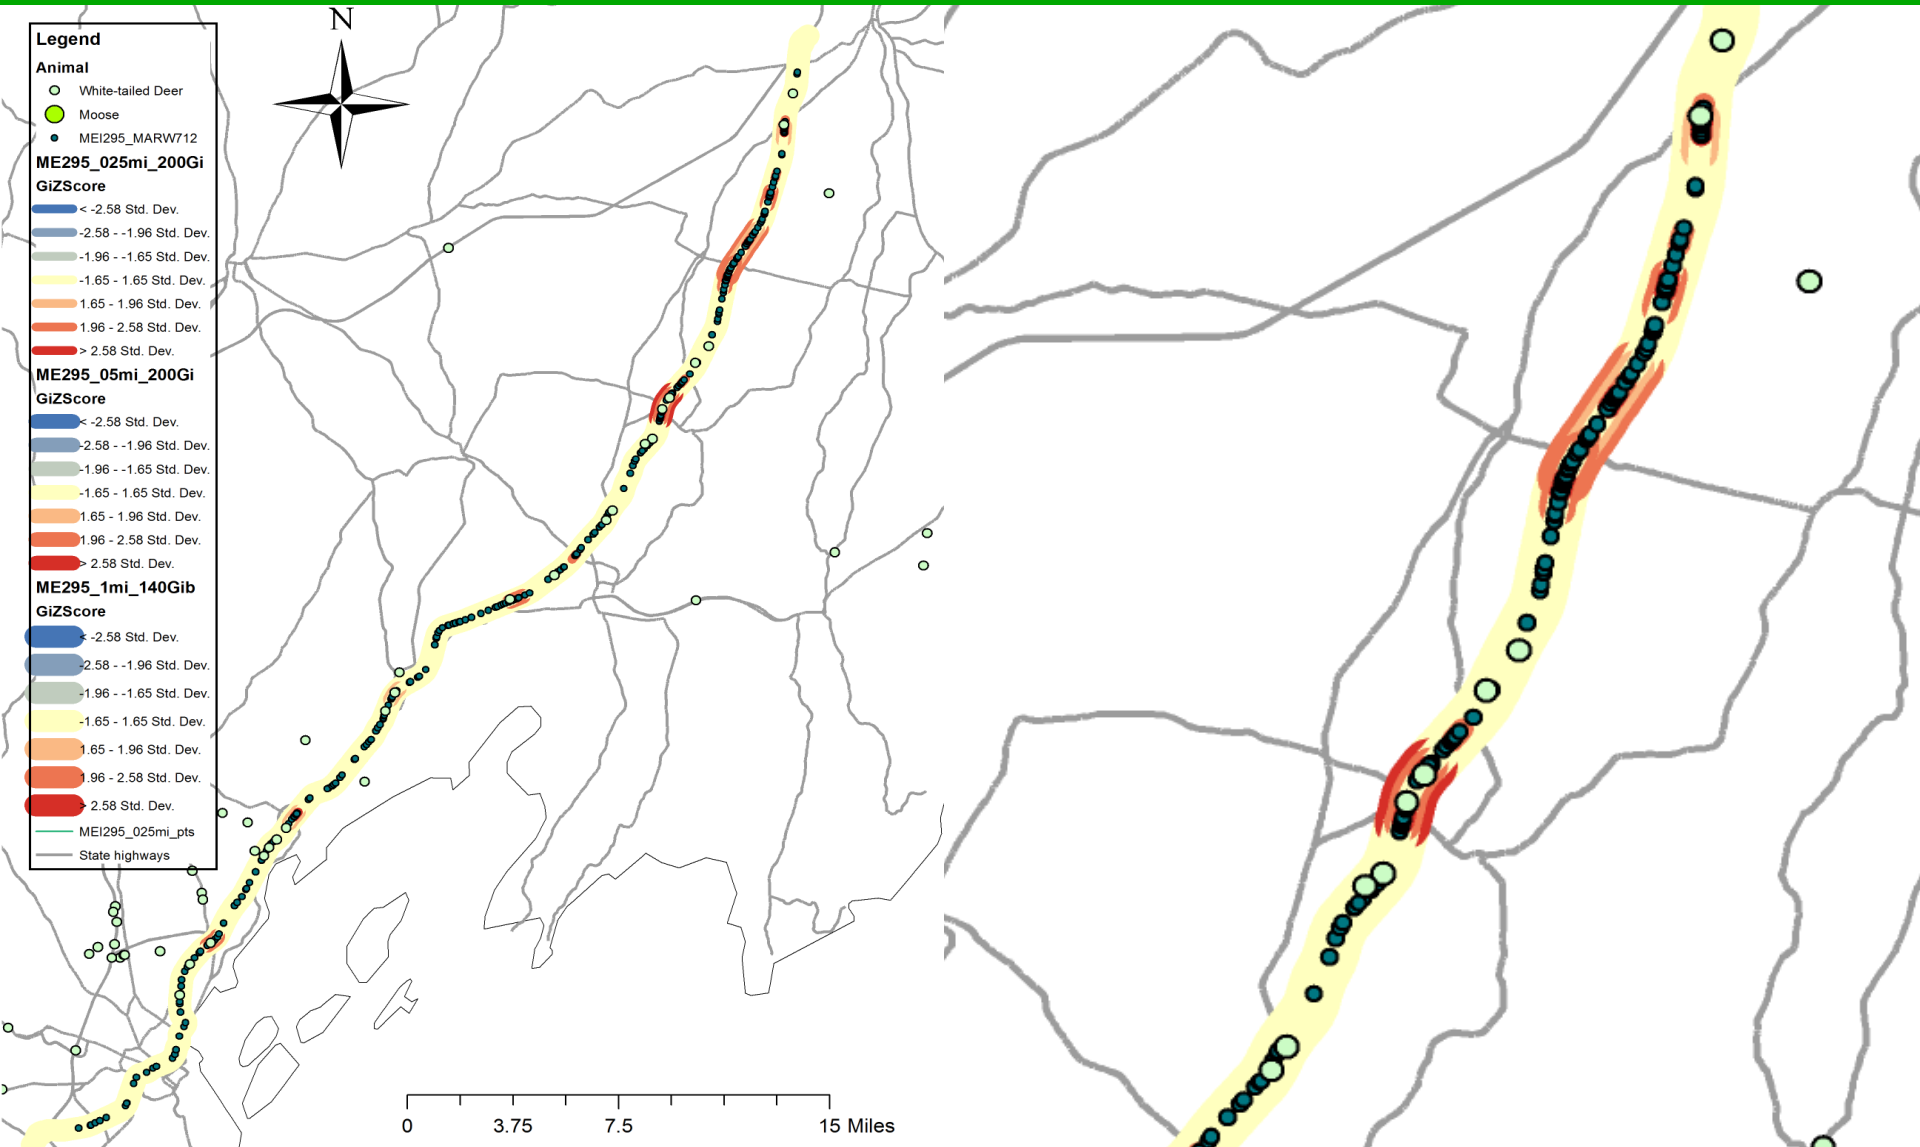 N
Legend
Animal
White-tailed Deer
Moose
MEI295_MARW712
ME295_025mi_200Gi
GiZScore
< -2.58 Std. Dev.
-2.58 - -1.96 Std. Dev.
-1.96 - -1.65 Std. Dev.
-1.65 - 1.65 Std. Dev.
1.65 - 1.96 Std. Dev.
1.96 - 2.58 Std. Dev.
> 2.58 Std. Dev.
ME295_05mi_200Gi
GiZScore
< -2.58 Std. Dev.
-2.58 - -1.96 Std. Dev.
-1.96 - -1.65 Std. Dev.
-1.65 - 1.65 Std. Dev.
1.65 - 1.96 Std. Dev.
1.96 - 2.58 Std. Dev.
> 2.58 Std. Dev.
ME295_1mi_140Gib
GiZScore
< -2.58 Std. Dev.
-2.58 - -1.96 Std. Dev.
-1.96 - -1.65 Std. Dev.
-1.65 - 1.65 Std. Dev.
1.65 - 1.96 Std. Dev.
1.96 - 2.58 Std. Dev.
> 2.58 Std. Dev.
MEI295_025mi_pts
State highways
0 3.75 7.5 15 Miles